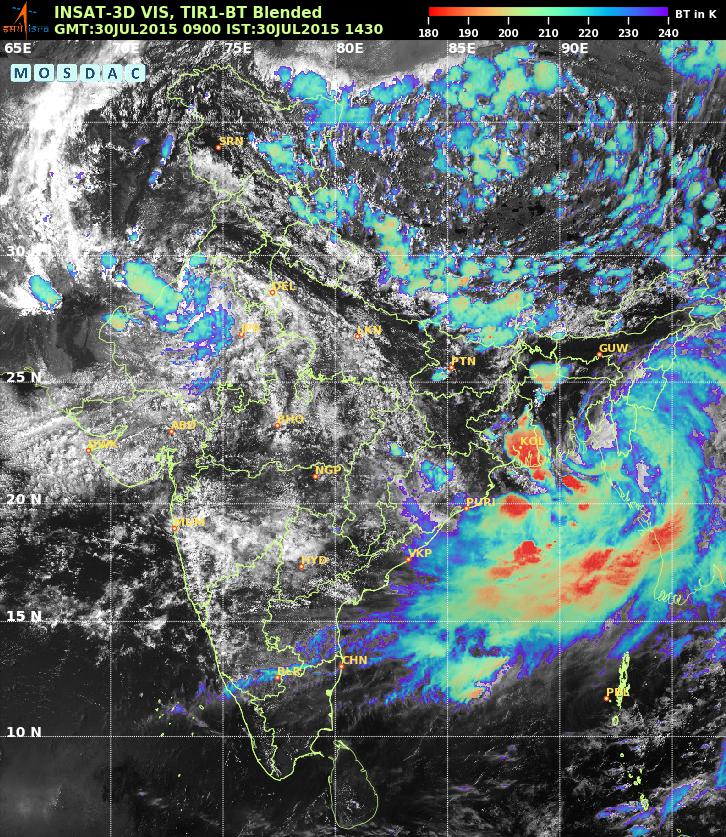 INSAT-3D VIS, TIR1-BT Blended
GMT:30JUL2015 0900 IST:30JUL2015 1430
BT in K
180 190 200 210 220 230 240
65E 70E 75E 80E 85E 90E
MOSDAC
SRN
30
DEL
JPR
LKN
GUW
PTN
25 N
ABD
BHO
DWK
KOL
NGP
20 N
PURI
MUM
VKP
HYD
15 N
CHN
BLR
PBL
10 N